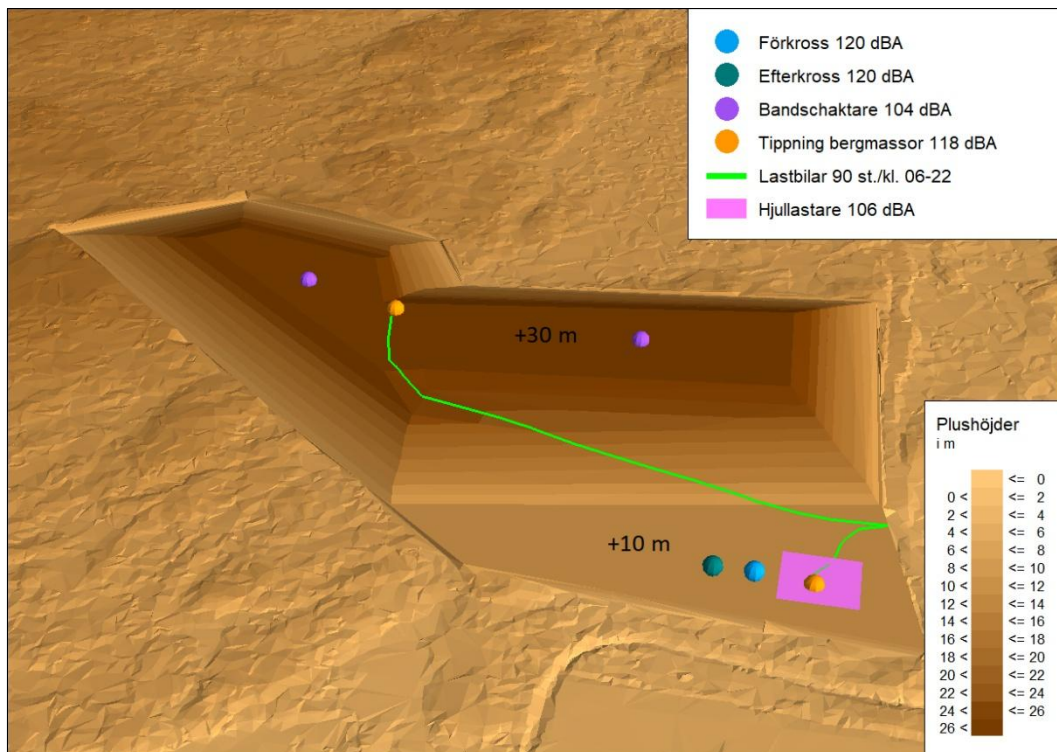 Förkross 120 dBA
Efterkross 120 dBA
Bandschaktare 104 dBA
Tippning bergmassor 118 dBA
Lastbilar 90 st./kl. 06-22
Hjullastare 106 dBA
+30 m
+10 m
Plushöjder
i m
<= 0
0 < <= 2
2 < <= 4
4 < <= 6
6 < <= 8
8 < <= 10
10 < <= 12
12 < <= 14
14 < <= 16
16 < <= 18
18 < <= 20
20 < <= 22
22 < <= 24
24 < <= 26
26 <